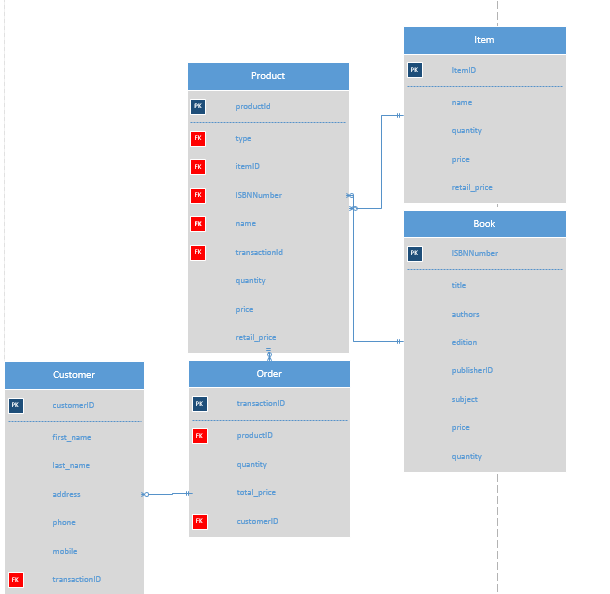 Product
PK productId
FK type
FK itemID
FK ISBNNumber
FK name
FK transactionId
quantity
price
retail_price
Item
PK ItemID
name
quantity
price
retail_price
Book
PK ISBNNumber
title
authors
edition
publisherID
subject
price
quantity
Customer
PK customerID
first_name
last_name
address
phone
mobile
FK transactionID
Order
PK transactionID
FK productID
quantity
total_price
FK customerID